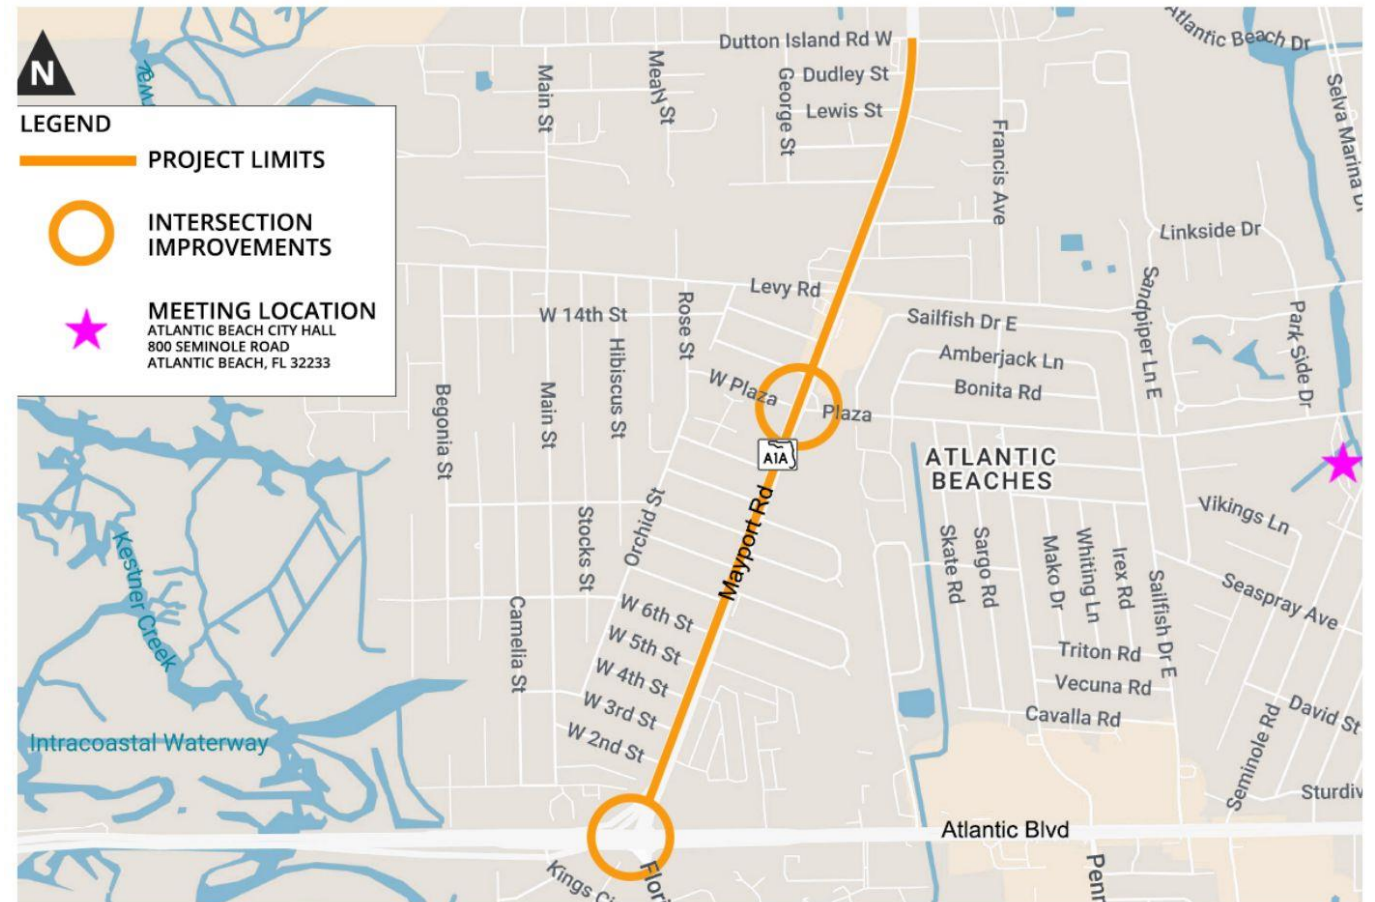 N
LEGEND
PROJECT LIMITS
INTERSECTION
IMPROVEMENTS
MEETING LOCATION
ATLANTIC BEACH CITY HALL
800 SEMINOLE ROAD
ATLANTIC BEACH, FL 32233
Dutton Island Rd W
Atlantic Beach Dr
Main St
Mealy St
George St
Dudley St
Lewis St
Francis Ave
Selva Marina Dr
Linkside Dr
Levy Rd
Sandpiper Ln E
Park Side Dr
W 14th St
Rose St
Hibiscus St
Sailfish Dr E
Amberjack Ln
Bonita Rd
W Plaza
Plaza
Begonia St
Main St
A1A
ATLANTIC
BEACHES
Mayport Rd
Orchid St
Stocks St
Vikings Ln
Skate Rd
Sargo Rd
Mako Dr
Whiting Ln
Irex Rd
Sailfish Dr E
Seaspray Ave
Kestner Creek
Camelia St
W 6th St
W 5th St
W 4th St
W 3rd St
W 2nd St
Triton Rd
Vecuna Rd
Cavalla Rd
David St
Seminole Rd
Intracoastal Waterway
Sturdiv
Atlantic Blvd
Kings Ci
Flori
Penn